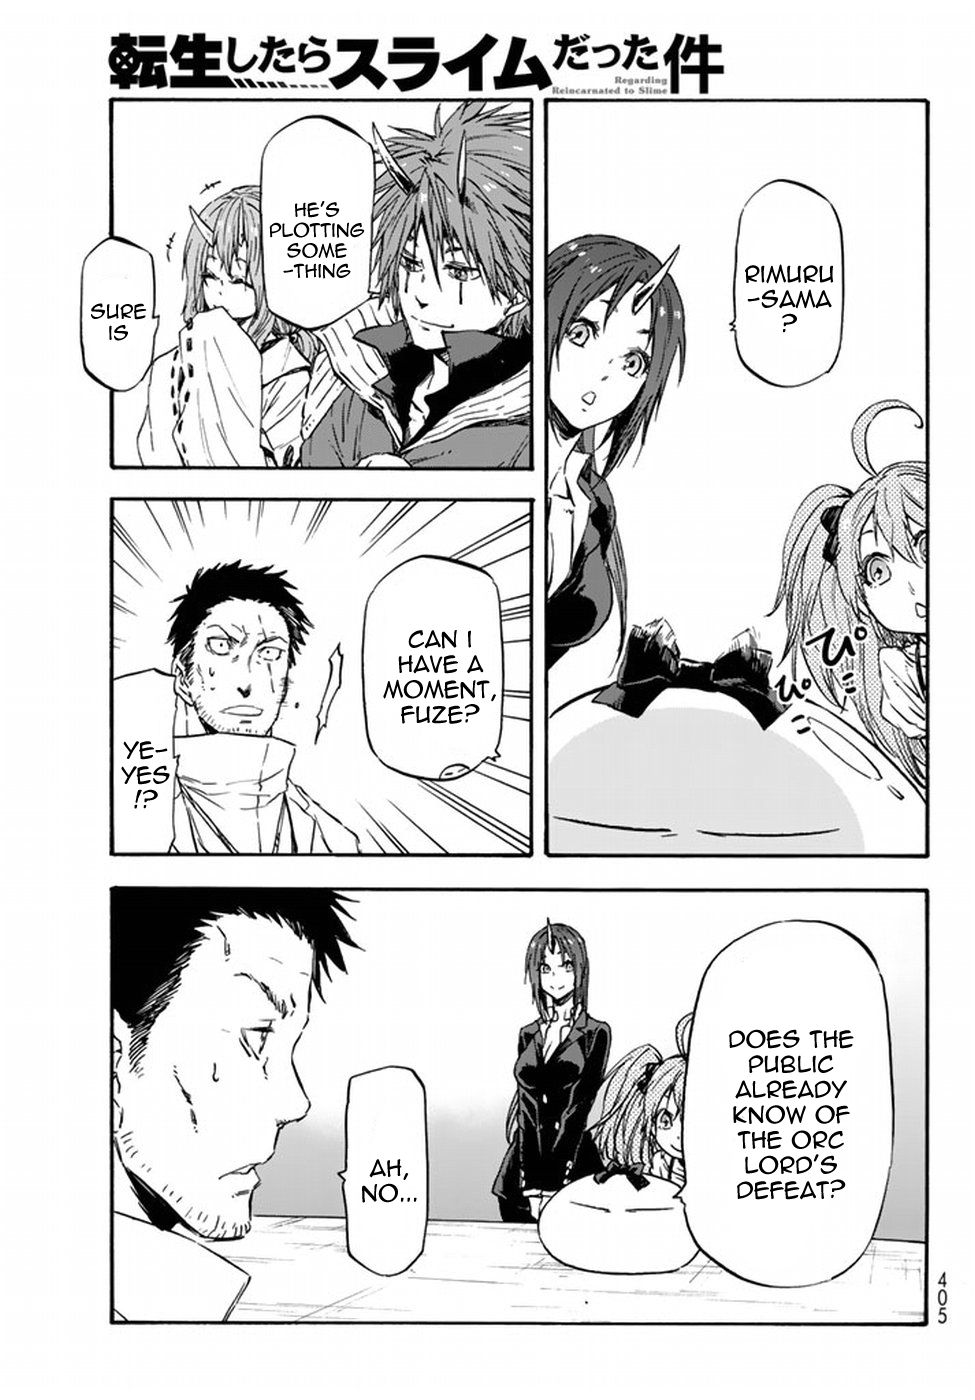 転生したらスライムだった件
Regarding
Reincarnated to Slime
RIMURU
-SAMA
?
ぴ
ぴ
HE'S
PLOTTING
SOME
-THING
SURE
IS
CAN I
HAVE A
MOMENT,
FUZE?
YE-
YES
!?
DOES THE
PUBLIC
ALREADY
KNOW OF
THE ORC
LORD'S
DEFEAT?
AH,
NO...
405